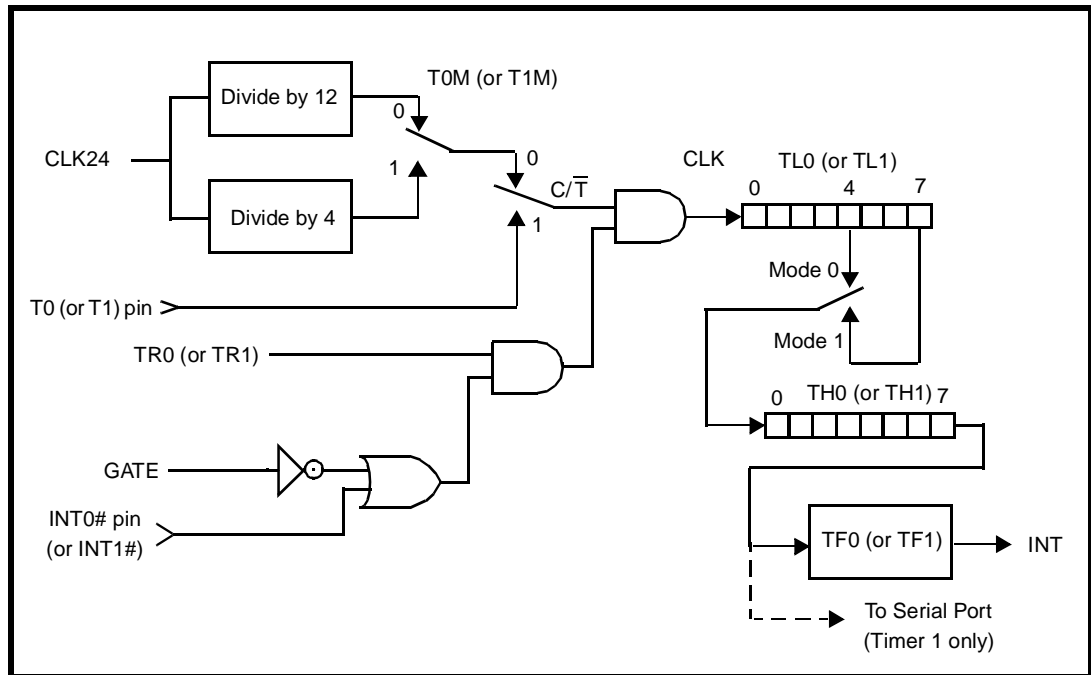 T0M (or T1M)
Divide by 12
0
CLK24
1
0
C/T̅
CLK
TL0 (or TL1)
0 4 7
Divide by 4
1
Mode 0
T0 (or T1) pin
Mode 1
TR0 (or TR1)
0 TH0 (or TH1) 7
GATE
INT0# pin
(or INT1#)
TF0 (or TF1)
INT
To Serial Port
(Timer 1 only)